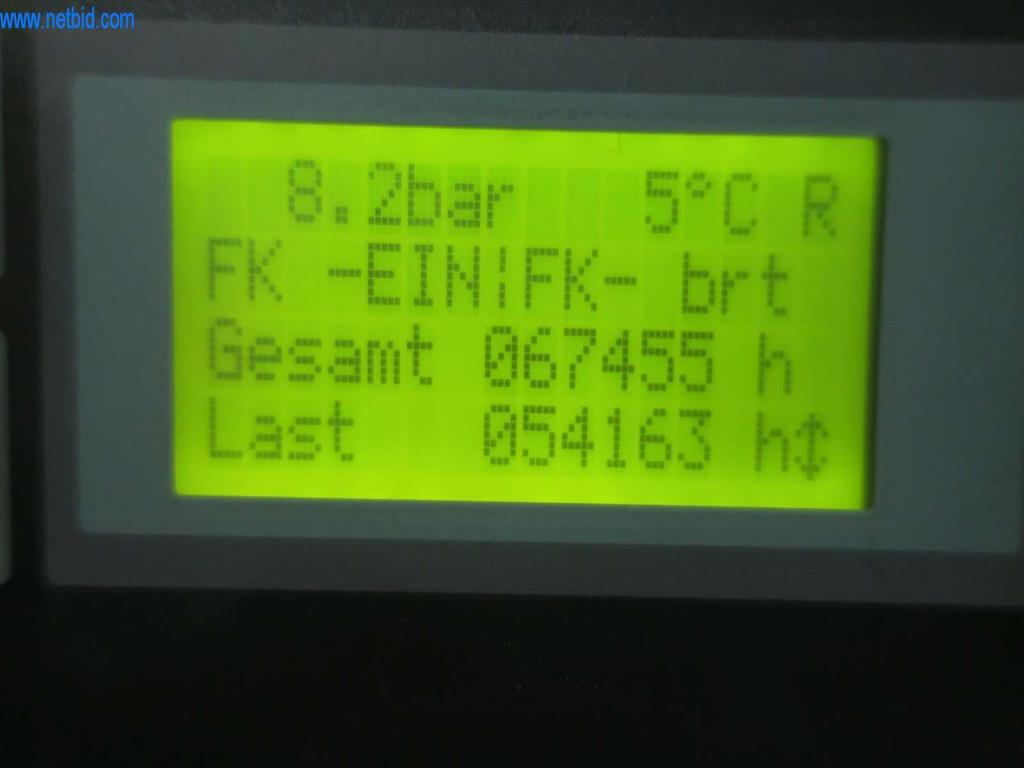 www.netbid.com
8.2bar 5°C R
FK -EIN¦FK- brt
Gesamt 067455 h
Last 054163 h↕